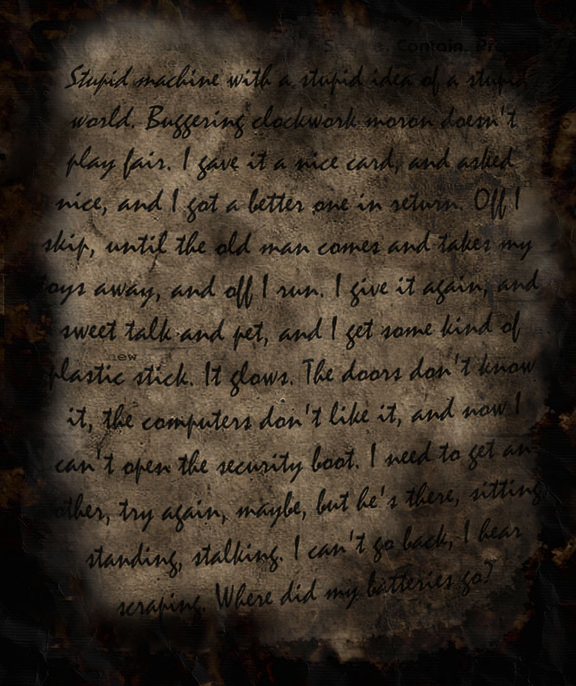 Contain.
Stupid machine with a stupid idea of a stupid
world. Buggering clockwork moron doesn't
play fair. I gave it a nice card, and asked
nice, and I got a better one in return. Off I
skip, until the old man comes and takes my
toys away, and off I run. I give it again, and
sweet talk and pet, and I get some kind of
new
plastic stick. It glows. The doors don't know
it, the computers don't like it, and now I
can't open the security boot. I need to get an
other, try again, maybe, but he's there, sitting
standing, stalking. I can't go back, I hear
scraping. Where did my batteries go?